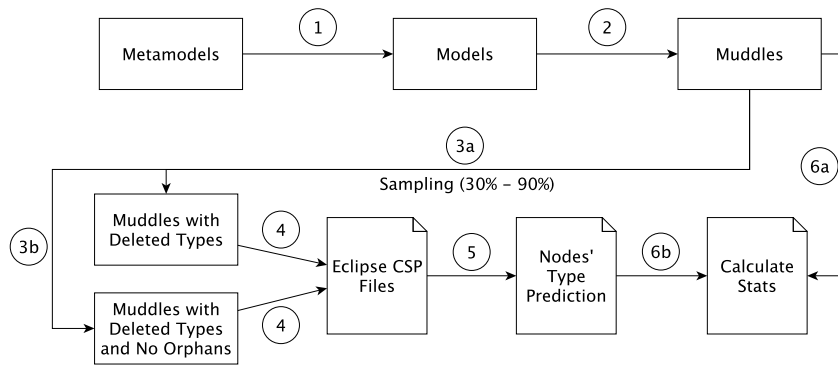 1
2
Metamodels
Models
Muddles
3a
Sampling (30% – 90%)
6a
3b
Muddles with
Deleted Types
4
Eclipse CSP
Files
5
Nodes'
Type
Prediction
6b
Calculate
Stats
Muddles with
Deleted Types
and No Orphans
4